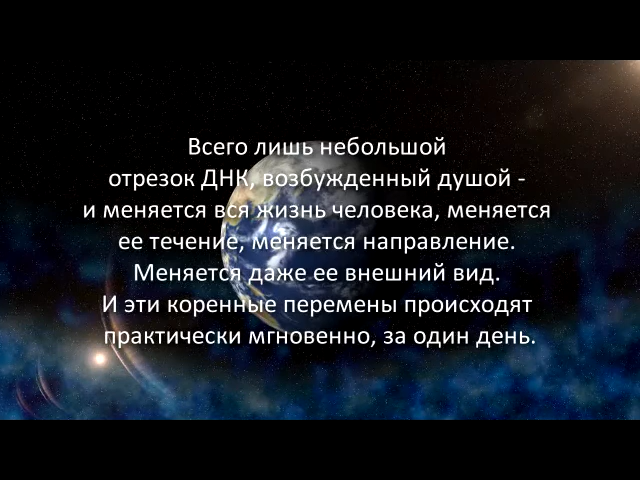 Всего лишь небольшой
отрезок ДНК, возбужденный душой -
и меняется вся жизнь человека, меняется
ее течение, меняется направление.
Меняется даже ее внешний вид.
И эти коренные перемены происходят
практически мгновенно, за один день.